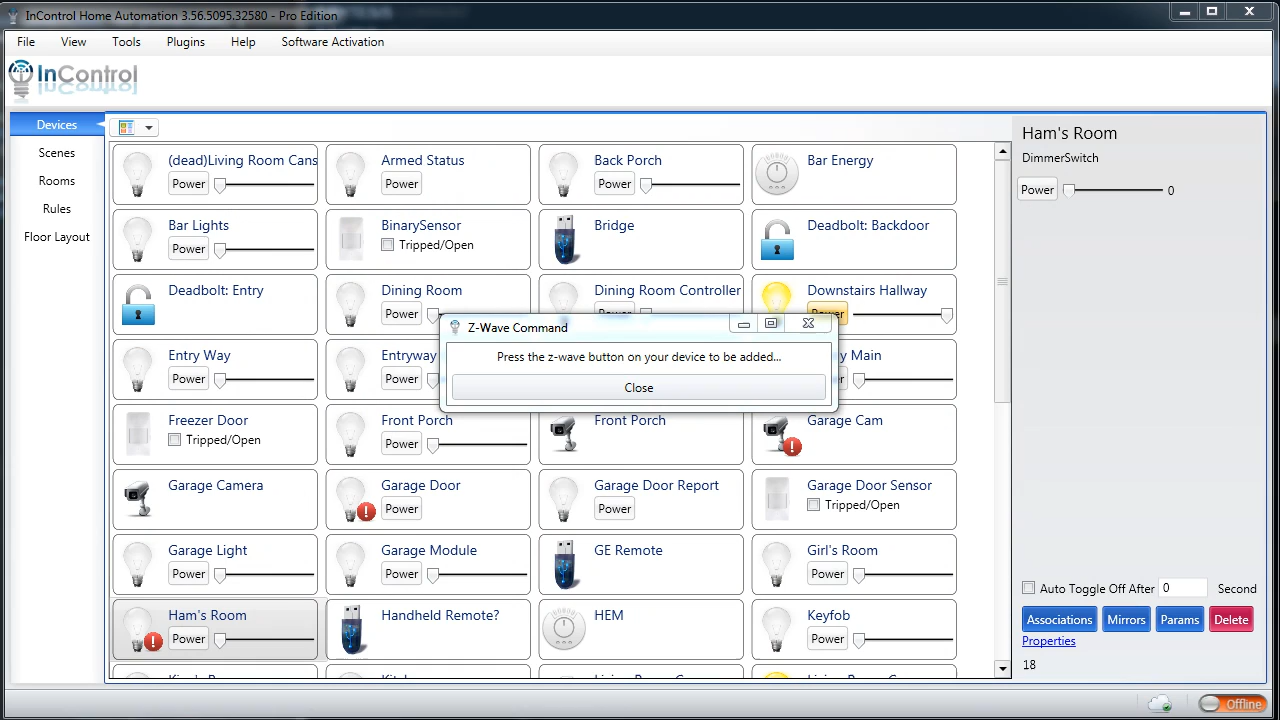 InControl Home Automation 3.56.5095.32580 - Pro Edition
File View Tools Plugins Help Software Activation
InControl
Devices
Scenes
Rooms
Rules
Floor Layout
(dead)Living Room Cans
Power
Armed Status
Power
Back Porch
Power
Bar Energy
Bar Lights
Power
BinarySensor
Tripped/Open
Bridge
Deadbolt: Backdoor
Deadbolt: Entry
Dining Room
Power
Dining Room Controller
Power
Downstairs Hallway
Power
Entry Way
Power
Entryway
Power
Main
Freezer Door
Tripped/Open
Front Porch
Power
Front Porch
Garage Cam
Garage Camera
Garage Door
Power
Garage Door Report
Power
Garage Door Sensor
Tripped/Open
Garage Light
Power
Garage Module
Power
GE Remote
Girl's Room
Power
Ham's Room
Power
Handheld Remote?
HEM
Keyfob
Power
Z-Wave Command
Press the z-wave button on your device to be added...
Close
Ham's Room
DimmerSwitch
Power 0
Auto Toggle Off After 0 Second
Associations Mirrors Params Delete
Properties
18
Offline